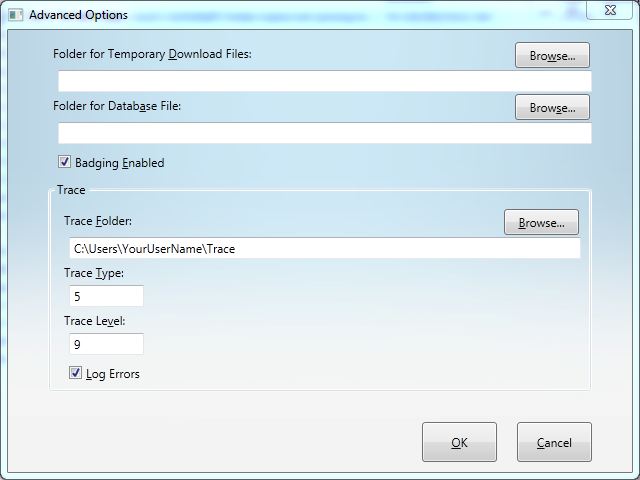 Advanced Options
Folder for Temporary Download Files:
Browse...
Folder for Database File:
Browse...
Badging Enabled
Trace
Trace Folder:
Browse...
C:\Users\YourUserName\Trace
Trace Type:
5
Trace Level:
9
Log Errors
OK
Cancel